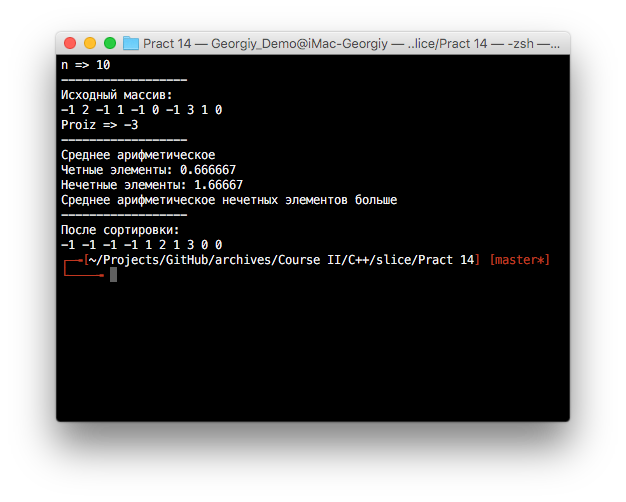 Pract 14 — Georgiy_Demo@iMac-Georgiy — ..lice/Pract 14 — -zsh —...
n => 10
------------------
Исходный массив:
-1 2 -1 1 -1 0 -1 3 1 0
Proiz => -3
------------------
Среднее арифметическое
Четные элементы: 0.666667
Нечетные элементы: 1.66667
Среднее арифметическое нечетных элементов больше
------------------
После сортировки:
-1 -1 -1 -1 1 2 1 3 0 0
[~/Projects/GitHub/archives/Course II/C++/slice/Pract 14] [master*]